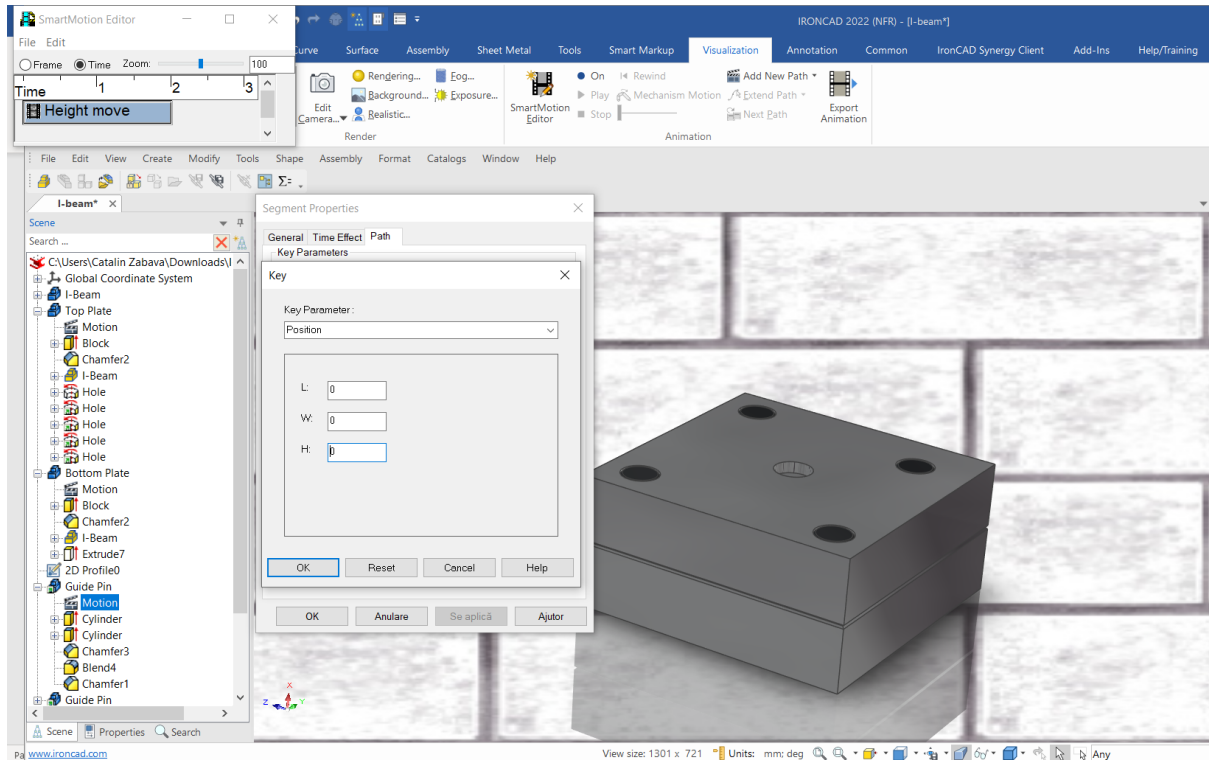 SmartMotion Editor
IRONCAD 2022 (NFR) - [I-beam*]
File Edit
Surface Assembly Sheet Metal Tools Smart Markup Visualization Annotation Common IronCAD Synergy Client Add-Ins Help/Training
Frame Time Zoom: 100
Time 1 2 3
Height move
Rendering... Fog...
Background... Exposure...
Realistic...
Edit
Camera...
Render
SmartMotion
Editor
On Rewind
Play Mechanism Motion
Stop
Add New Path
Extend Path
Next Path
Export
Animation
Animation
File Edit View Create Modify Tools Shape Assembly Format Catalogs Window Help
I-beam*
Scene
Search ...
C:\Users\Catalin Zabava\Downloads\I
Global Coordinate System
I-Beam
Top Plate
Motion
Block
Chamfer2
I-Beam
Hole
Hole
Hole
Hole
Hole
Bottom Plate
Motion
Block
Chamfer2
I-Beam
Extrude7
2D Profile0
Guide Pin
Motion
Cylinder
Cylinder
Chamfer3
Blend4
Chamfer1
Guide Pin
Scene Properties Search
Segment Properties
General Time Effect Path
Key Parameters
Key
Key Parameter :
Position
L: 0
W: 0
H: 0
OK Reset Cancel Help
OK Anulare Se aplică Ajutor
X
Z Y
Pa www.ironcad.com
View size: 1301 x 721 Units: mm; deg Any